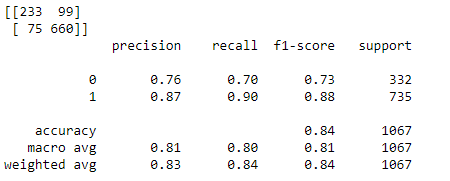 [[233  99]
 [ 75 660]]
              precision    recall  f1-score   support

           0       0.76      0.70      0.73       332
           1       0.87      0.90      0.88       735

    accuracy                           0.84      1067
   macro avg       0.81      0.80      0.81      1067
weighted avg       0.83      0.84      0.84      1067